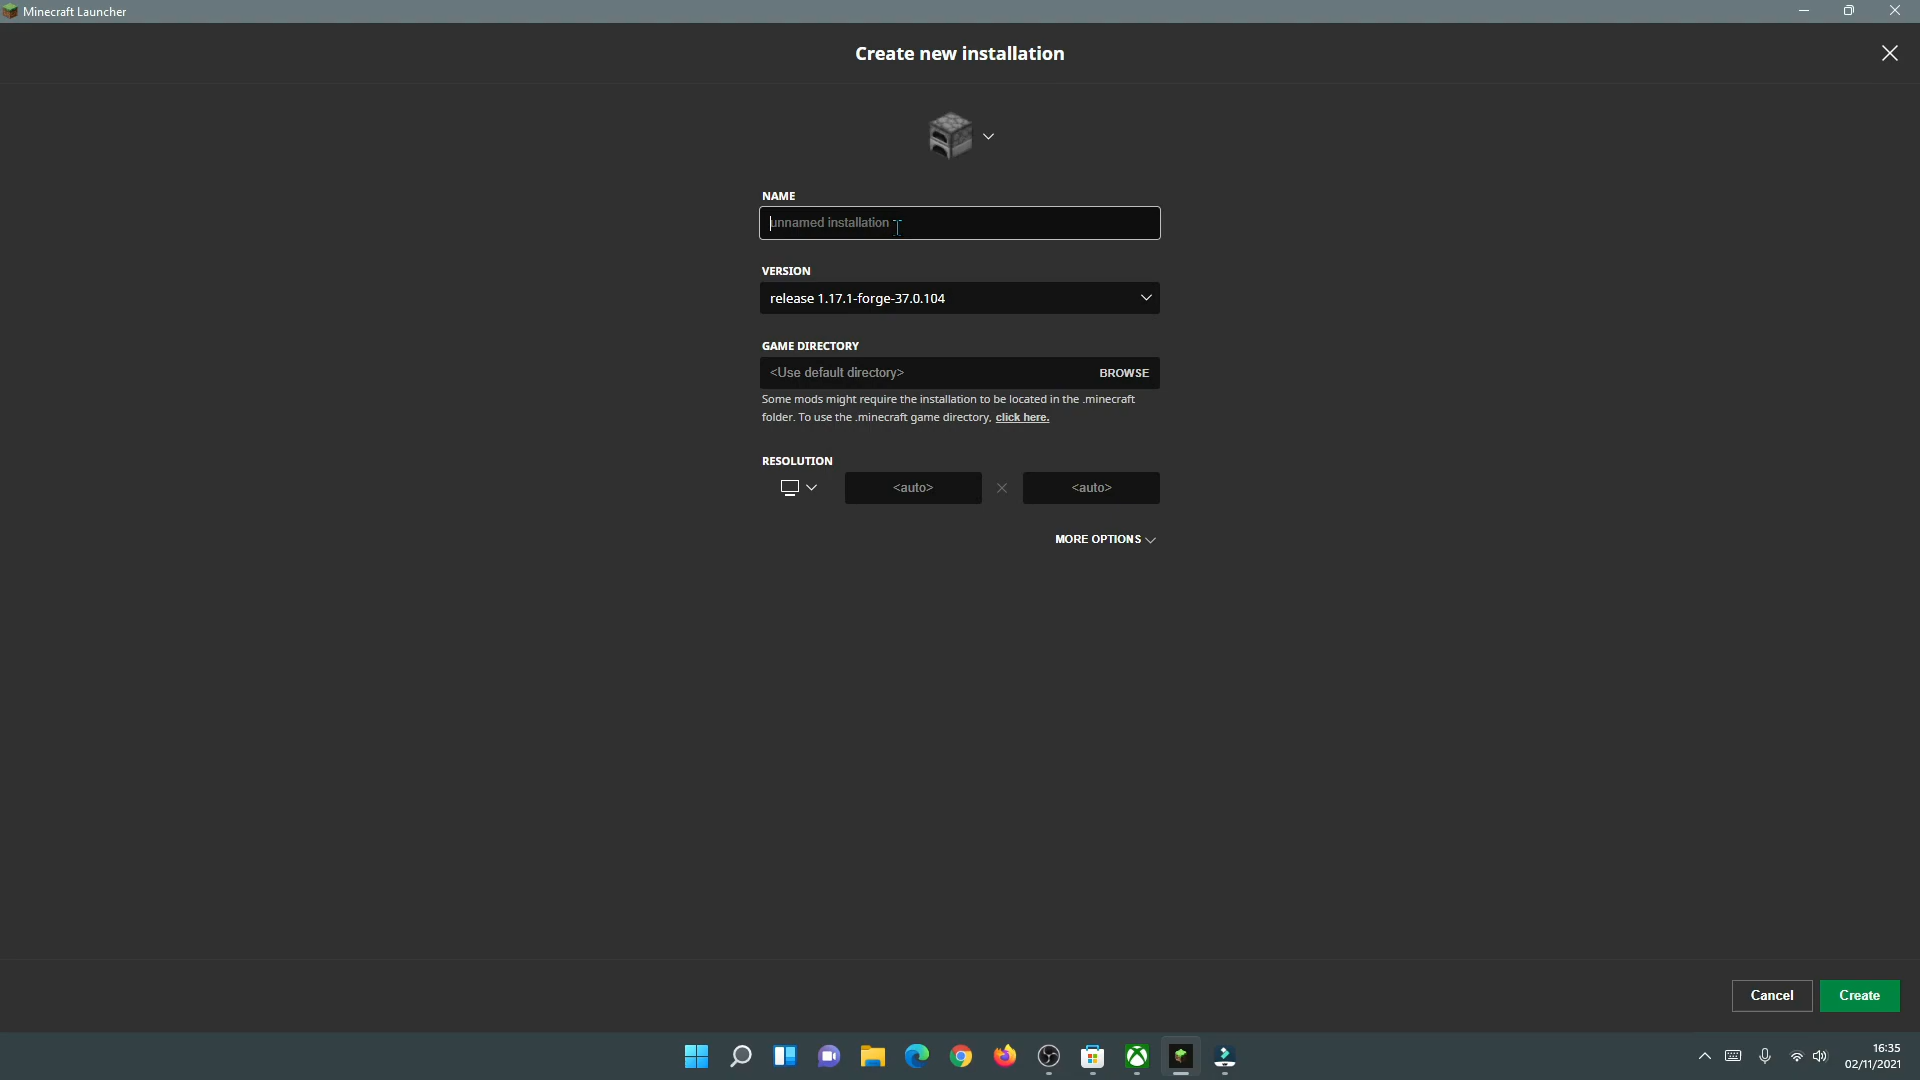 Minecraft Launcher
Create new installation
NAME
unnamed installation
VERSION
release 1.17.1-forge-37.0.104
GAME DIRECTORY
<Use default directory> BROWSE
Some mods might require the installation to be located in the .minecraft
folder. To use the .minecraft game directory, click here.
RESOLUTION
<auto> <auto>
MORE OPTIONS
Cancel Create
16:35
02/11/2021